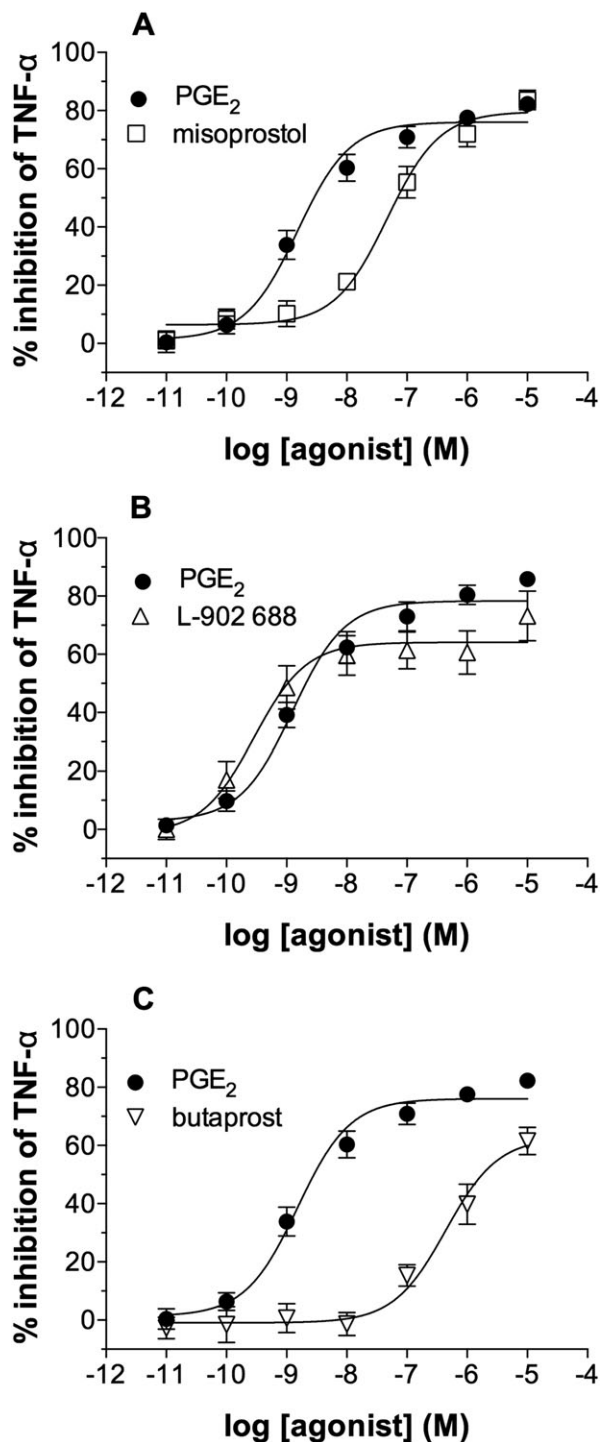 A
% inhibition of TNF-α
100
80
60
40
20
0
PGE₂
misoprostol
-12 -11 -10 -9 -8 -7 -6 -5 -4
log [agonist] (M)
B
% inhibition of TNF-α
100
80
60
40
20
0
PGE₂
L-902 688
-12 -11 -10 -9 -8 -7 -6 -5 -4
log [agonist] (M)
C
% inhibition of TNF-α
100
80
60
40
20
0
PGE₂
butaprost
-12 -11 -10 -9 -8 -7 -6 -5 -4
log [agonist] (M)